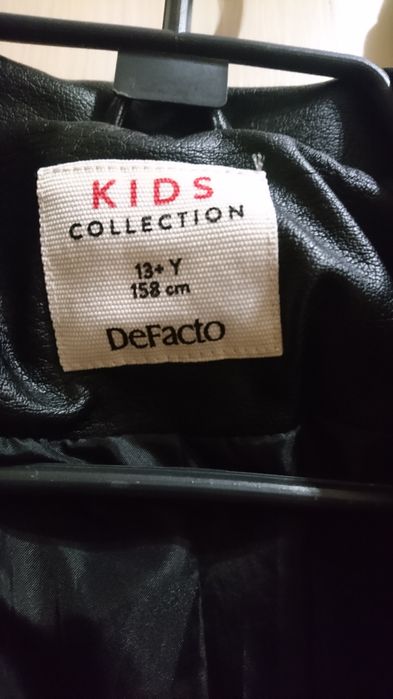 KIDS
COLLECTION
13+ Y
158 cm
DeFacto